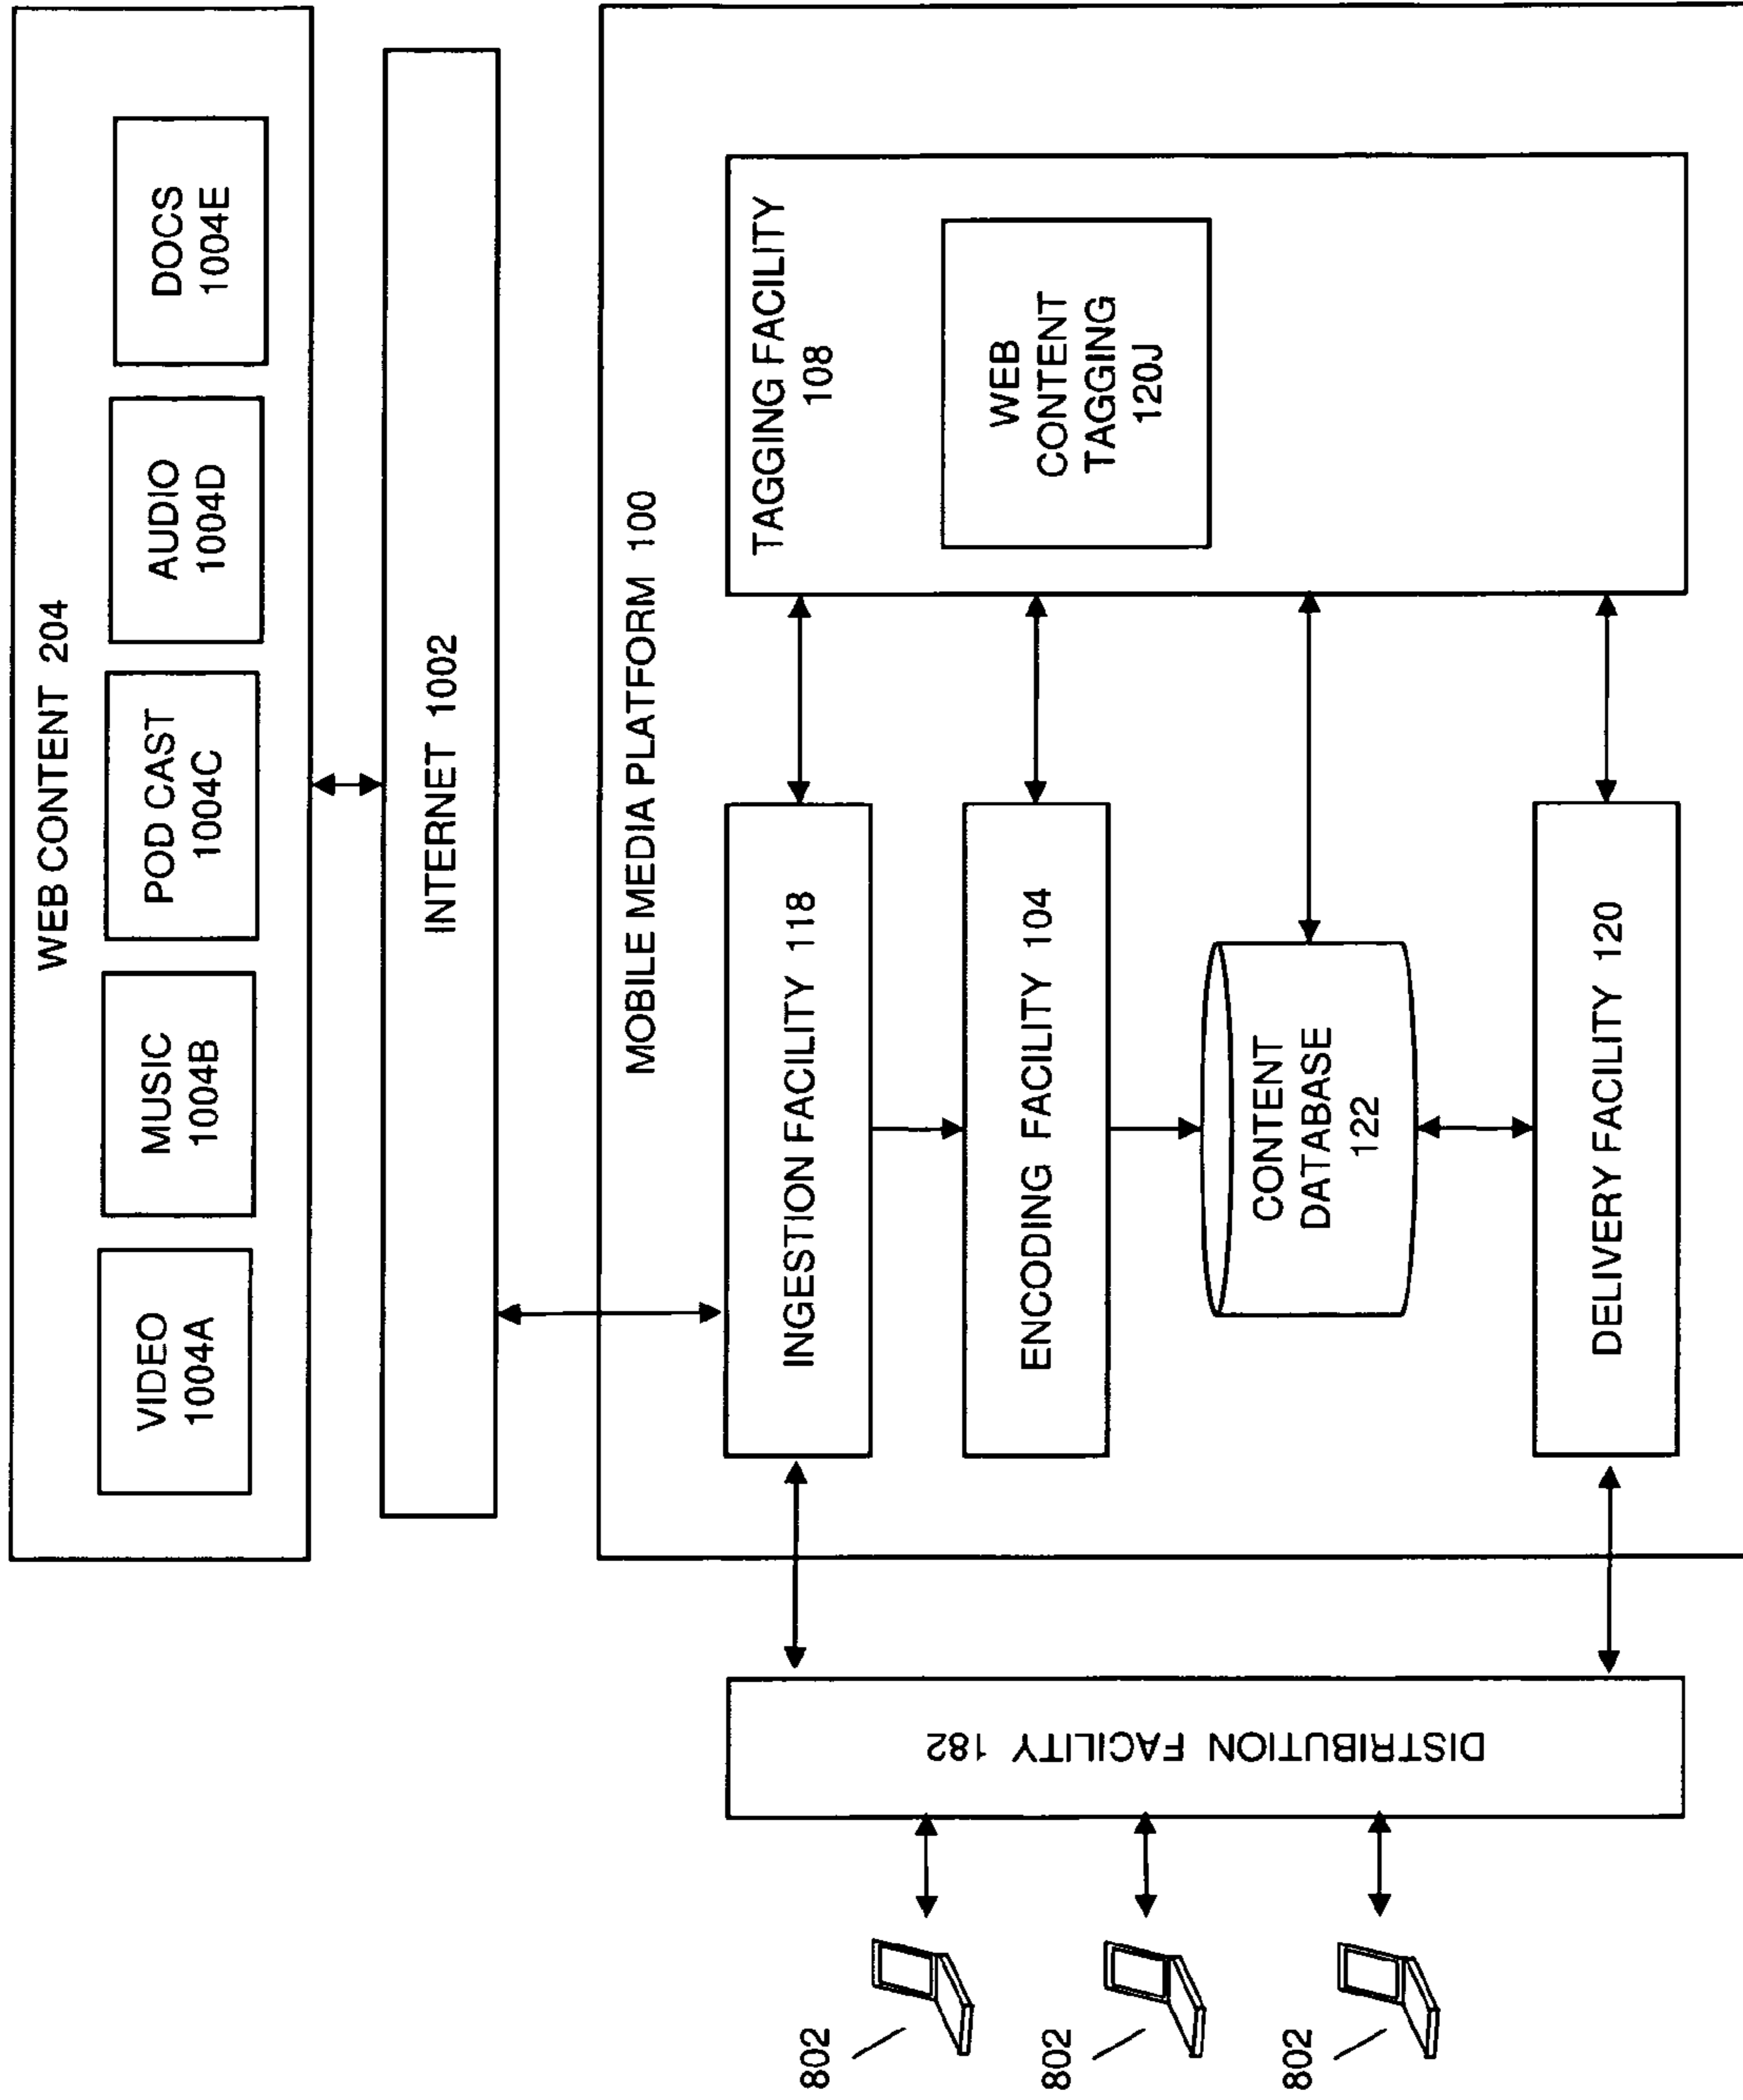 WEB CONTENT 204
VIDEO
1004A
MUSIC
1004B
POD CAST
1004C
AUDIO
1004D
DOCS
1004E
INTERNET 1002
MOBILE MEDIA PLATFORM 100
INGESTION FACILITY 118
ENCODING FACILITY 104
CONTENT
DATABASE
122
DELIVERY FACILITY 120
TAGGING FACILITY
108
WEB
CONTENT
TAGGING
120J
DISTRIBUTION FACILITY 182
802
802
802